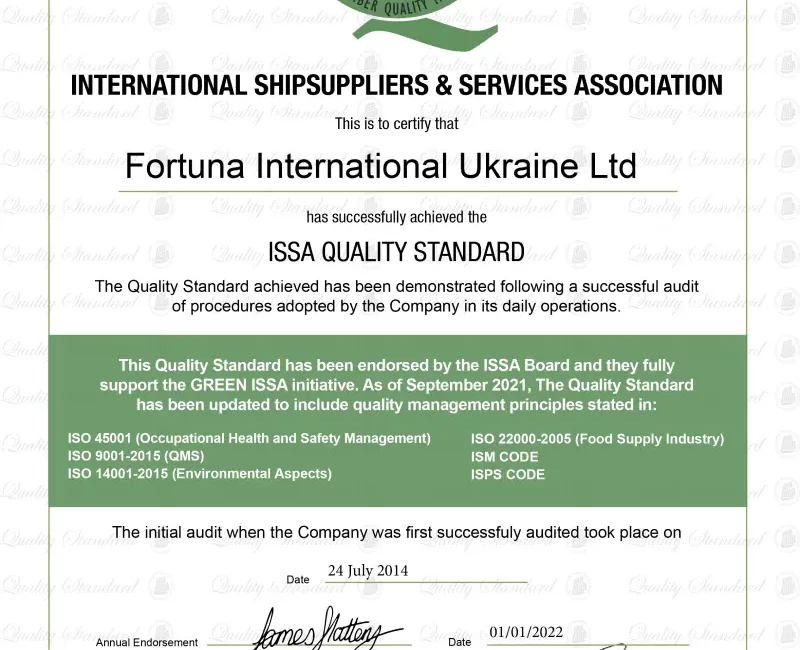 QUALITY
INTERNATIONAL SHIPSUPPLIERS & SERVICES ASSOCIATION
This is to certify that
Fortuna International Ukraine Ltd
has successfully achieved the
ISSA QUALITY STANDARD
The Quality Standard achieved has been demonstrated following a successful audit
of procedures adopted by the Company in its daily operations.
This Quality Standard has been endorsed by the ISSA Board and they fully
support the GREEN ISSA initiative. As of September 2021, The Quality Standard
has been updated to include quality management principles stated in:
ISO 45001 (Occupational Health and Safety Management)
ISO 9001-2015 (QMS)
ISO 14001-2015 (Environmental Aspects)
ISO 22000-2005 (Food Supply Industry)
ISM CODE
ISPS CODE
The initial audit when the Company was first successfuly audited took place on
Date 24 July 2014
Annual Endorsement Date 01/01/2022
Quality Standard